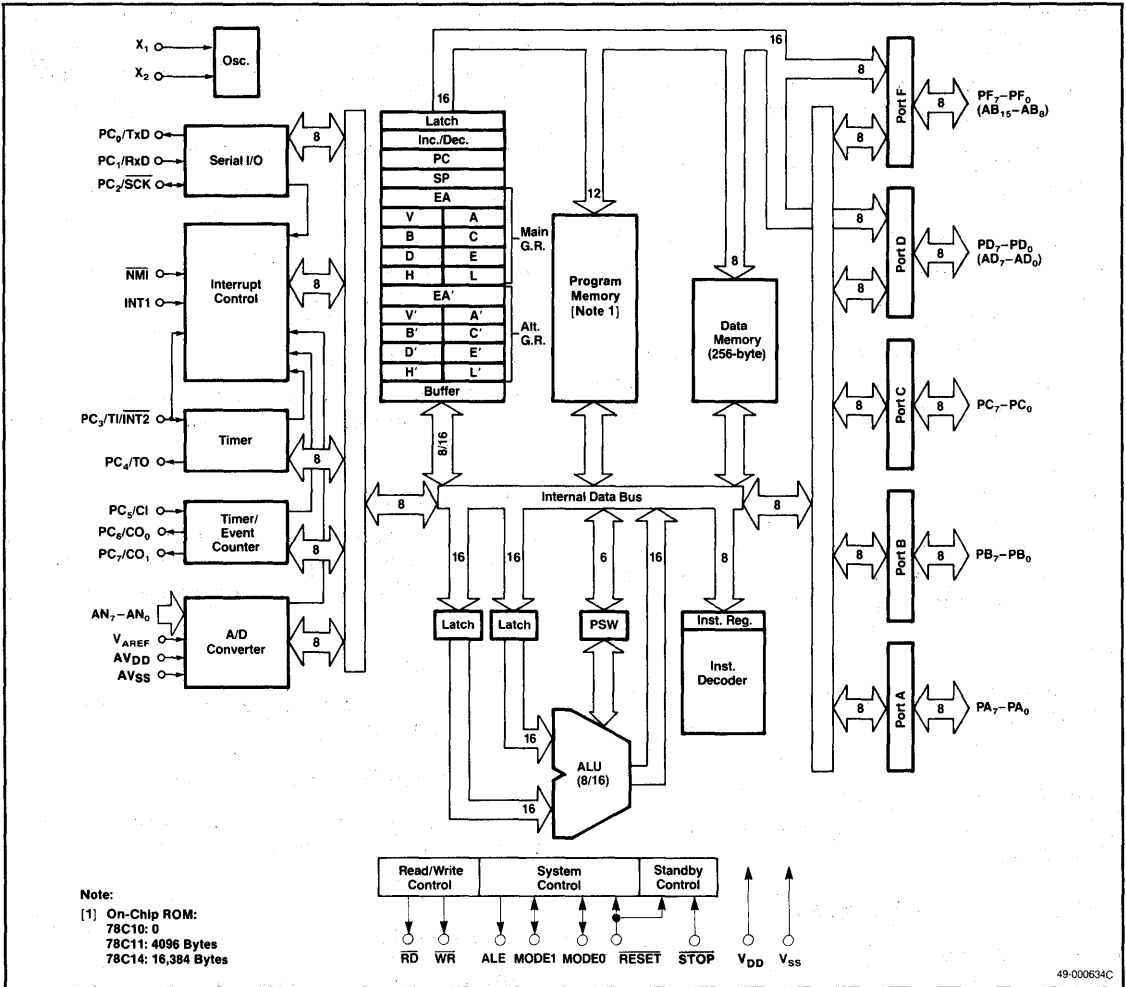 X1
X2
Osc.
PC0/TxD
PC1/RxD
PC2/SCK
Serial I/O
8
NMI
INT1
Interrupt
Control
8
PC3/TI/INT2
PC4/TO
Timer
8
PC5/CI
PC6/CO0
PC7/CO1
Timer/
Event
Counter
8
AN7–AN0
VAREF
AVDD
AVSS
A/D
Converter
8
16
16
Latch
Inc./Dec.
PC
SP
EA
V A
B C
D E
H L
Main
G.R.
EA'
V' A'
B' C'
D' E'
H' L'
Alt.
G.R.
Buffer
8/16
12
Program
Memory
[Note 1]
8
Data
Memory
(256-byte)
8
Internal Data Bus
8
16
16
6
16
8
Latch
Latch
PSW
Inst. Reg.
Inst.
Decoder
16
16
ALU
(8/16)
8
8
Port F
8
PF7–PF0
(AB15–AB8)
8
8
Port D
8
PD7–PD0
(AD7–AD0)
8
Port C
8
PC7–PC0
8
Port B
8
PB7–PB0
8
Port A
8
PA7–PA0
Read/Write
Control
System
Control
Standby
Control
RD
WR
ALE
MODE1
MODE0
RESET
STOP
VDD
VSS
Note:
[1] On-Chip ROM:
78C10: 0
78C11: 4096 Bytes
78C14: 16,384 Bytes
49-000634C